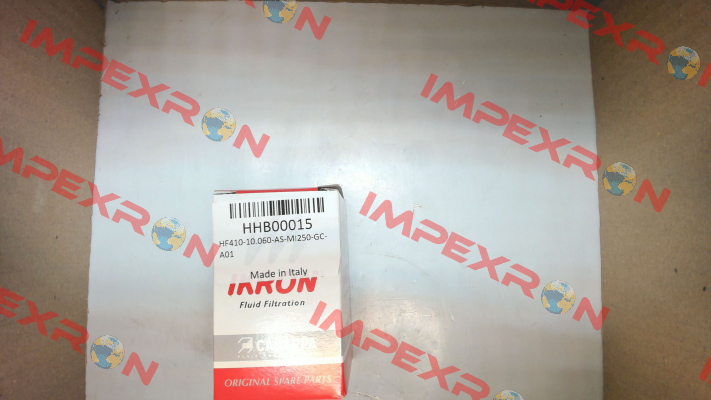 IMPEXRON
IMPEXRON
IMPEXRON
IMPEXRON
IMPEXRON
IMPEXRON
IMPEXRON
IMPEXRON
HHB00015
HF410-10.060-AS-MI250-GC-
A01
Made in Italy
IKRON
Fluid Filtration
ORIGINAL SPARE PARTS